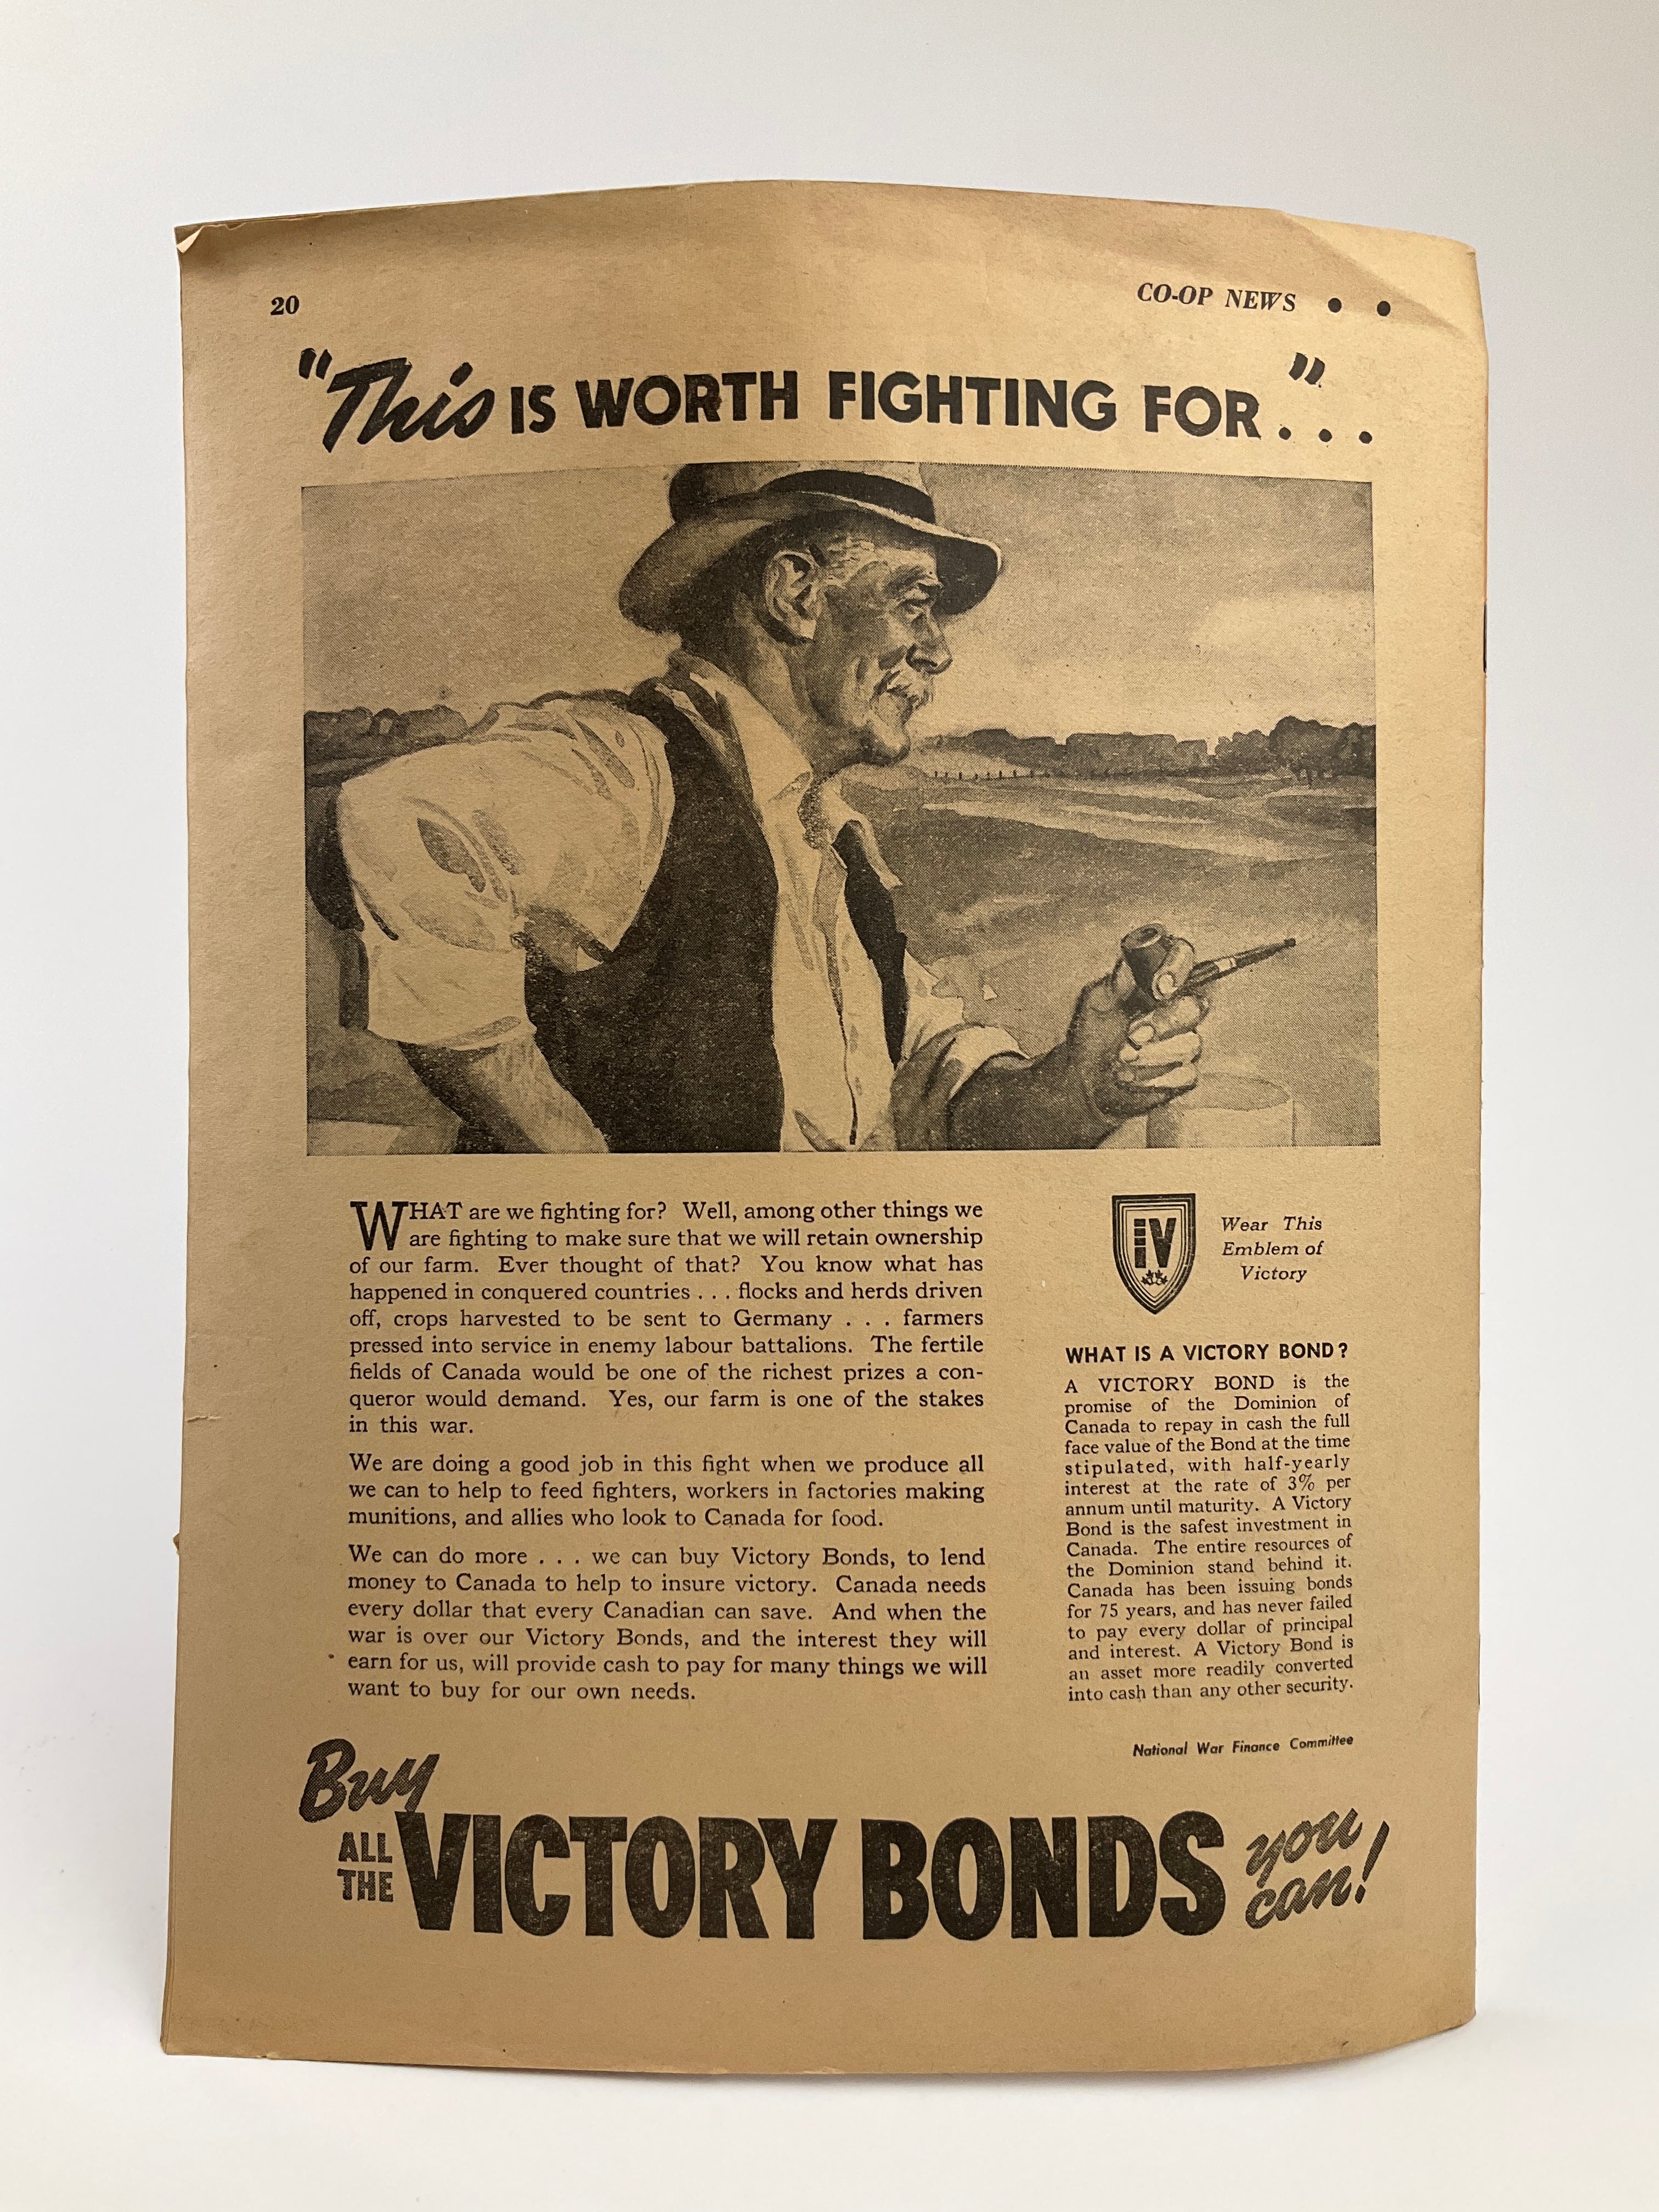 20
CO-OP NEWS • •
"This IS WORTH FIGHTING FOR"...
WHAT are we fighting for? Well, among other things we
are fighting to make sure that we will retain ownership
of our farm. Ever thought of that? You know what has
happened in conquered countries . . . flocks and herds driven
off, crops harvested to be sent to Germany . . . farmers
pressed into service in enemy labour battalions. The fertile
fields of Canada would be one of the richest prizes a con-
queror would demand. Yes, our farm is one of the stakes
in this war.
We are doing a good job in this fight when we produce all
we can to help to feed fighters, workers in factories making
munitions, and allies who look to Canada for food.
We can do more . . . we can buy Victory Bonds, to lend
money to Canada to help to insure victory. Canada needs
every dollar that every Canadian can save. And when the
war is over our Victory Bonds, and the interest they will
earn for us, will provide cash to pay for many things we will
want to buy for our own needs.
IV
Wear This
Emblem of
Victory
WHAT IS A VICTORY BOND?
A VICTORY BOND is the
promise of the Dominion of
Canada to repay in cash the full
face value of the Bond at the time
stipulated, with half-yearly
interest at the rate of 3% per
annum until maturity. A Victory
Bond is the safest investment in
Canada. The entire resources of
the Dominion stand behind it.
Canada has been issuing bonds
for 75 years, and has never failed
to pay every dollar of principal
and interest. A Victory Bond is
an asset more readily converted
into cash than any other security.
National War Finance Committee
Buy
ALL
THE
VICTORY BONDS
you
can!